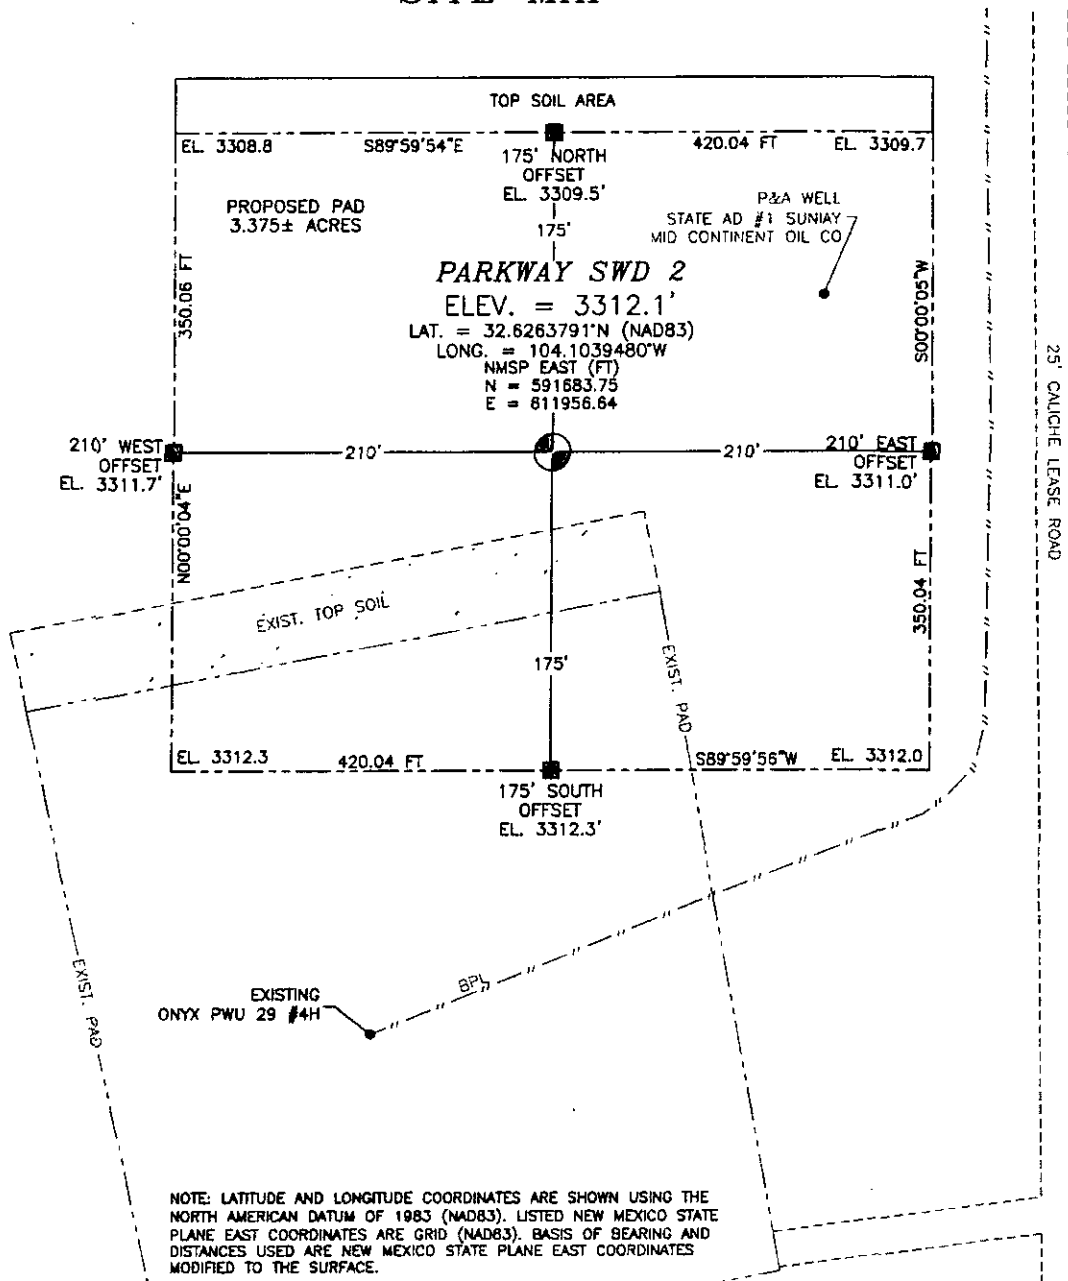 TOP SOIL AREA
EL. 3308.8
S89°59'54"E
420.04 FT
EL. 3309.7
175' NORTH
OFFSET
EL. 3309.5'
PROPOSED PAD
3.375± ACRES
P&A WELL
STATE AD #1 SUNIAY
MID CONTINENT OIL CO
175'
350.06 FT
S00°00'05"W
PARKWAY SWD 2
ELEV. = 3312.1'
LAT. = 32.6263791°N (NAD83)
LONG. = 104.1039480°W
NMSP EAST (FT)
N = 591683.75
E = 811956.64
25' CALICHE LEASE ROAD
210' WEST
OFFSET
EL. 3311.7'
210'
210'
210' EAST
OFFSET
EL. 3311.0'
N00°00'04"E
350.04 FT
EXIST. TOP SOIL
175'
EXIST. PAD
EL. 3312.3
420.04 FT
S89°59'56"W
EL. 3312.0
175' SOUTH
OFFSET
EL. 3312.3'
EXIST. PAD
BPL
EXISTING
ONYX PWU 29 #4H
NOTE: LATITUDE AND LONGITUDE COORDINATES ARE SHOWN USING THE
NORTH AMERICAN DATUM OF 1983 (NAD83). LISTED NEW MEXICO STATE
PLANE EAST COORDINATES ARE GRID (NAD83). BASIS OF BEARING AND
DISTANCES USED ARE NEW MEXICO STATE PLANE EAST COORDINATES
MODIFIED TO THE SURFACE.